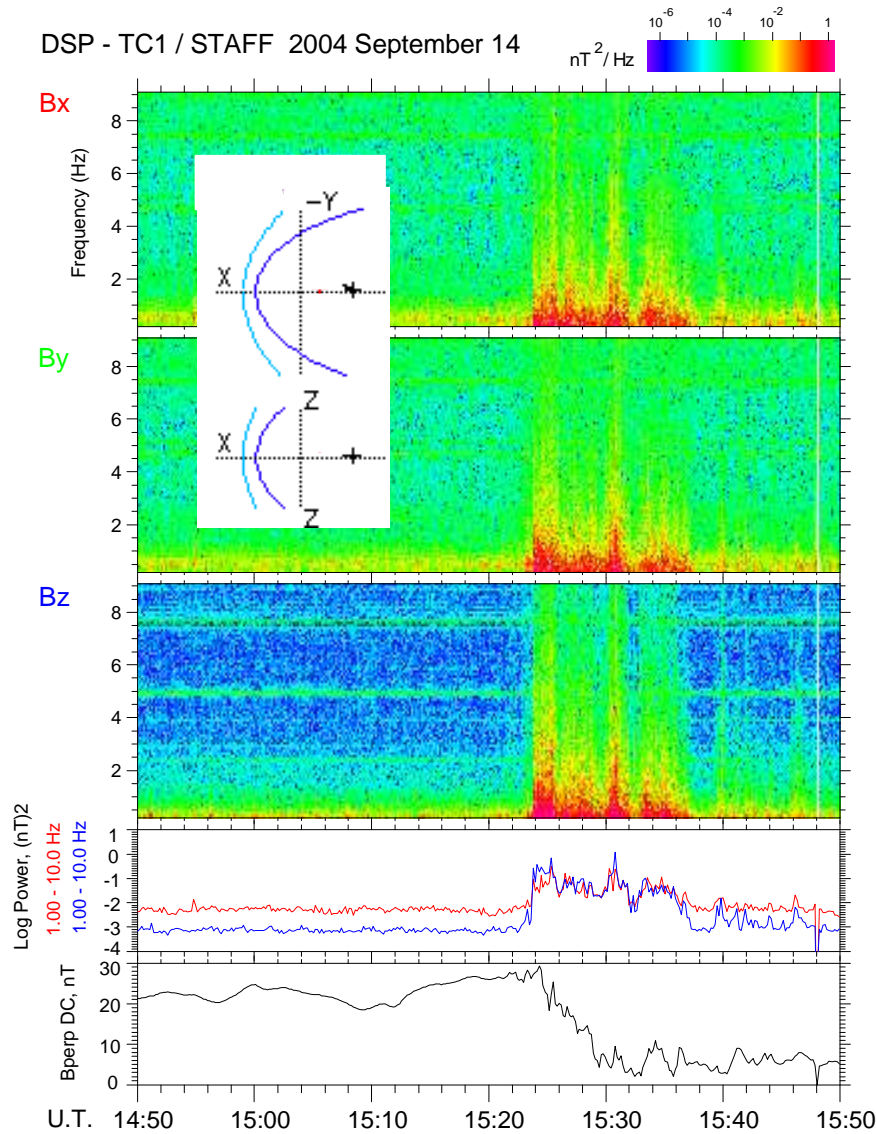 DSP - TC1 / STAFF 2004 September 14
10⁻⁶ 10⁻⁴ 10⁻² 1
nT²/ Hz
Bx
Frequency (Hz)
8
6
4
2
-Y
X
Z
X
Z
By
8
6
4
2
Bz
8
6
4
2
Log Power, (nT)2
1.00 - 10.0 Hz
1.00 - 10.0 Hz
1
0
-1
-2
-3
-4
Bperp DC, nT
30
20
10
0
U.T. 14:50 15:00 15:10 15:20 15:30 15:40 15:50